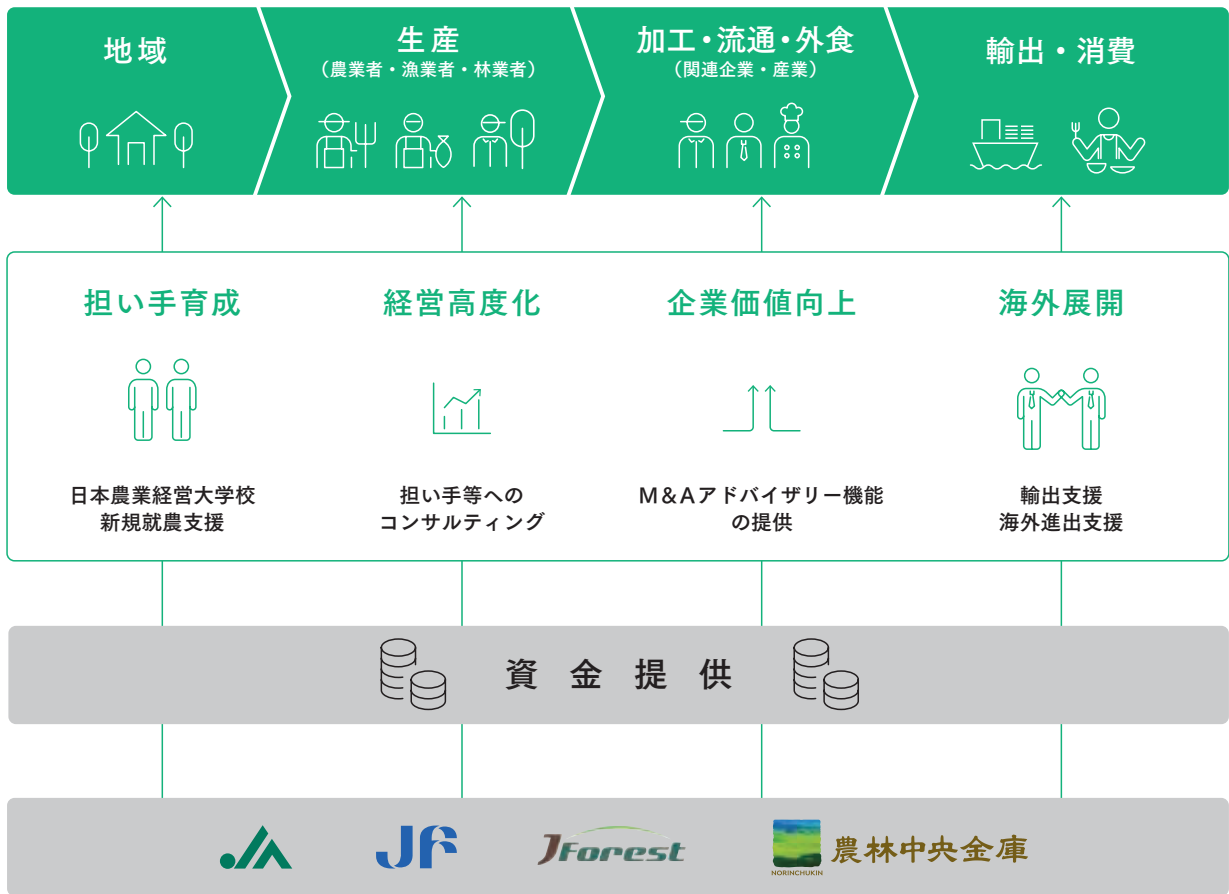 地域
生産
（農業者・漁業者・林業者）
加工・流通・外食
（関連企業・産業）
輸出・消費
担い手育成
経営高度化
企業価値向上
海外展開
日本農業経営大学校
新規就農支援
担い手等への
コンサルティング
M&Aアドバイザリー機能
の提供
輸出支援
海外進出支援
資金提供
JA
JF
JForest
NORINCHUKIN
農林中央金庫